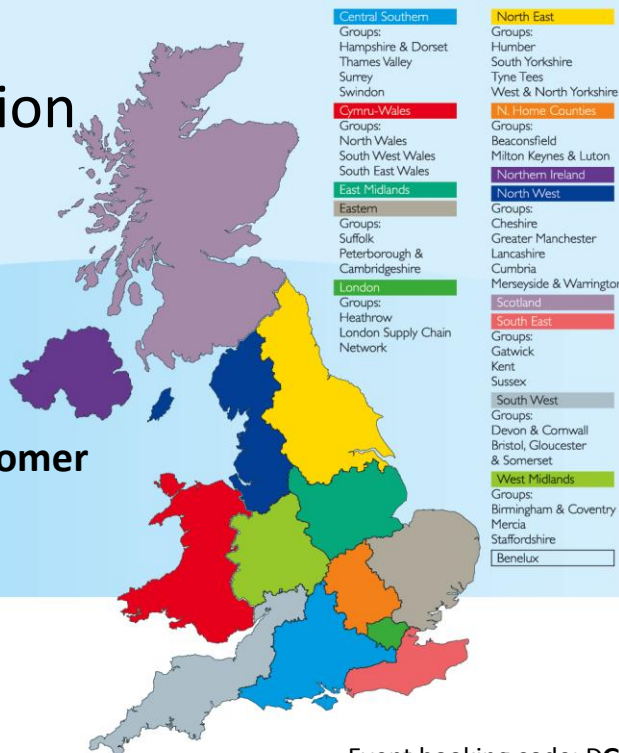 ion
omer
Central Southern
Groups:
Hampshire & Dorset
Thames Valley
Surrey
Swindon
Cymru-Wales
Groups:
North Wales
South West Wales
South East Wales
East Midlands
Eastern
Groups:
Suffolk
Peterborough &
Cambridgeshire
London
Groups:
Heathrow
London Supply Chain
Network
North East
Groups:
Humber
South Yorkshire
Tyne Tees
West & North Yorkshire
N. Home Counties
Groups:
Beaconsfield
Milton Keynes & Luton
Northern Ireland
North West
Groups:
Cheshire
Greater Manchester
Lancashire
Cumbria
Merseyside & Warrington
Scotland
South East
Groups:
Gatwick
Kent
Sussex
South West
Groups:
Devon & Cornwall
Bristol, Gloucester
& Somerset
West Midlands
Groups:
Birmingham & Coventry
Mercia
Staffordshire
Benelux
Event booking code: